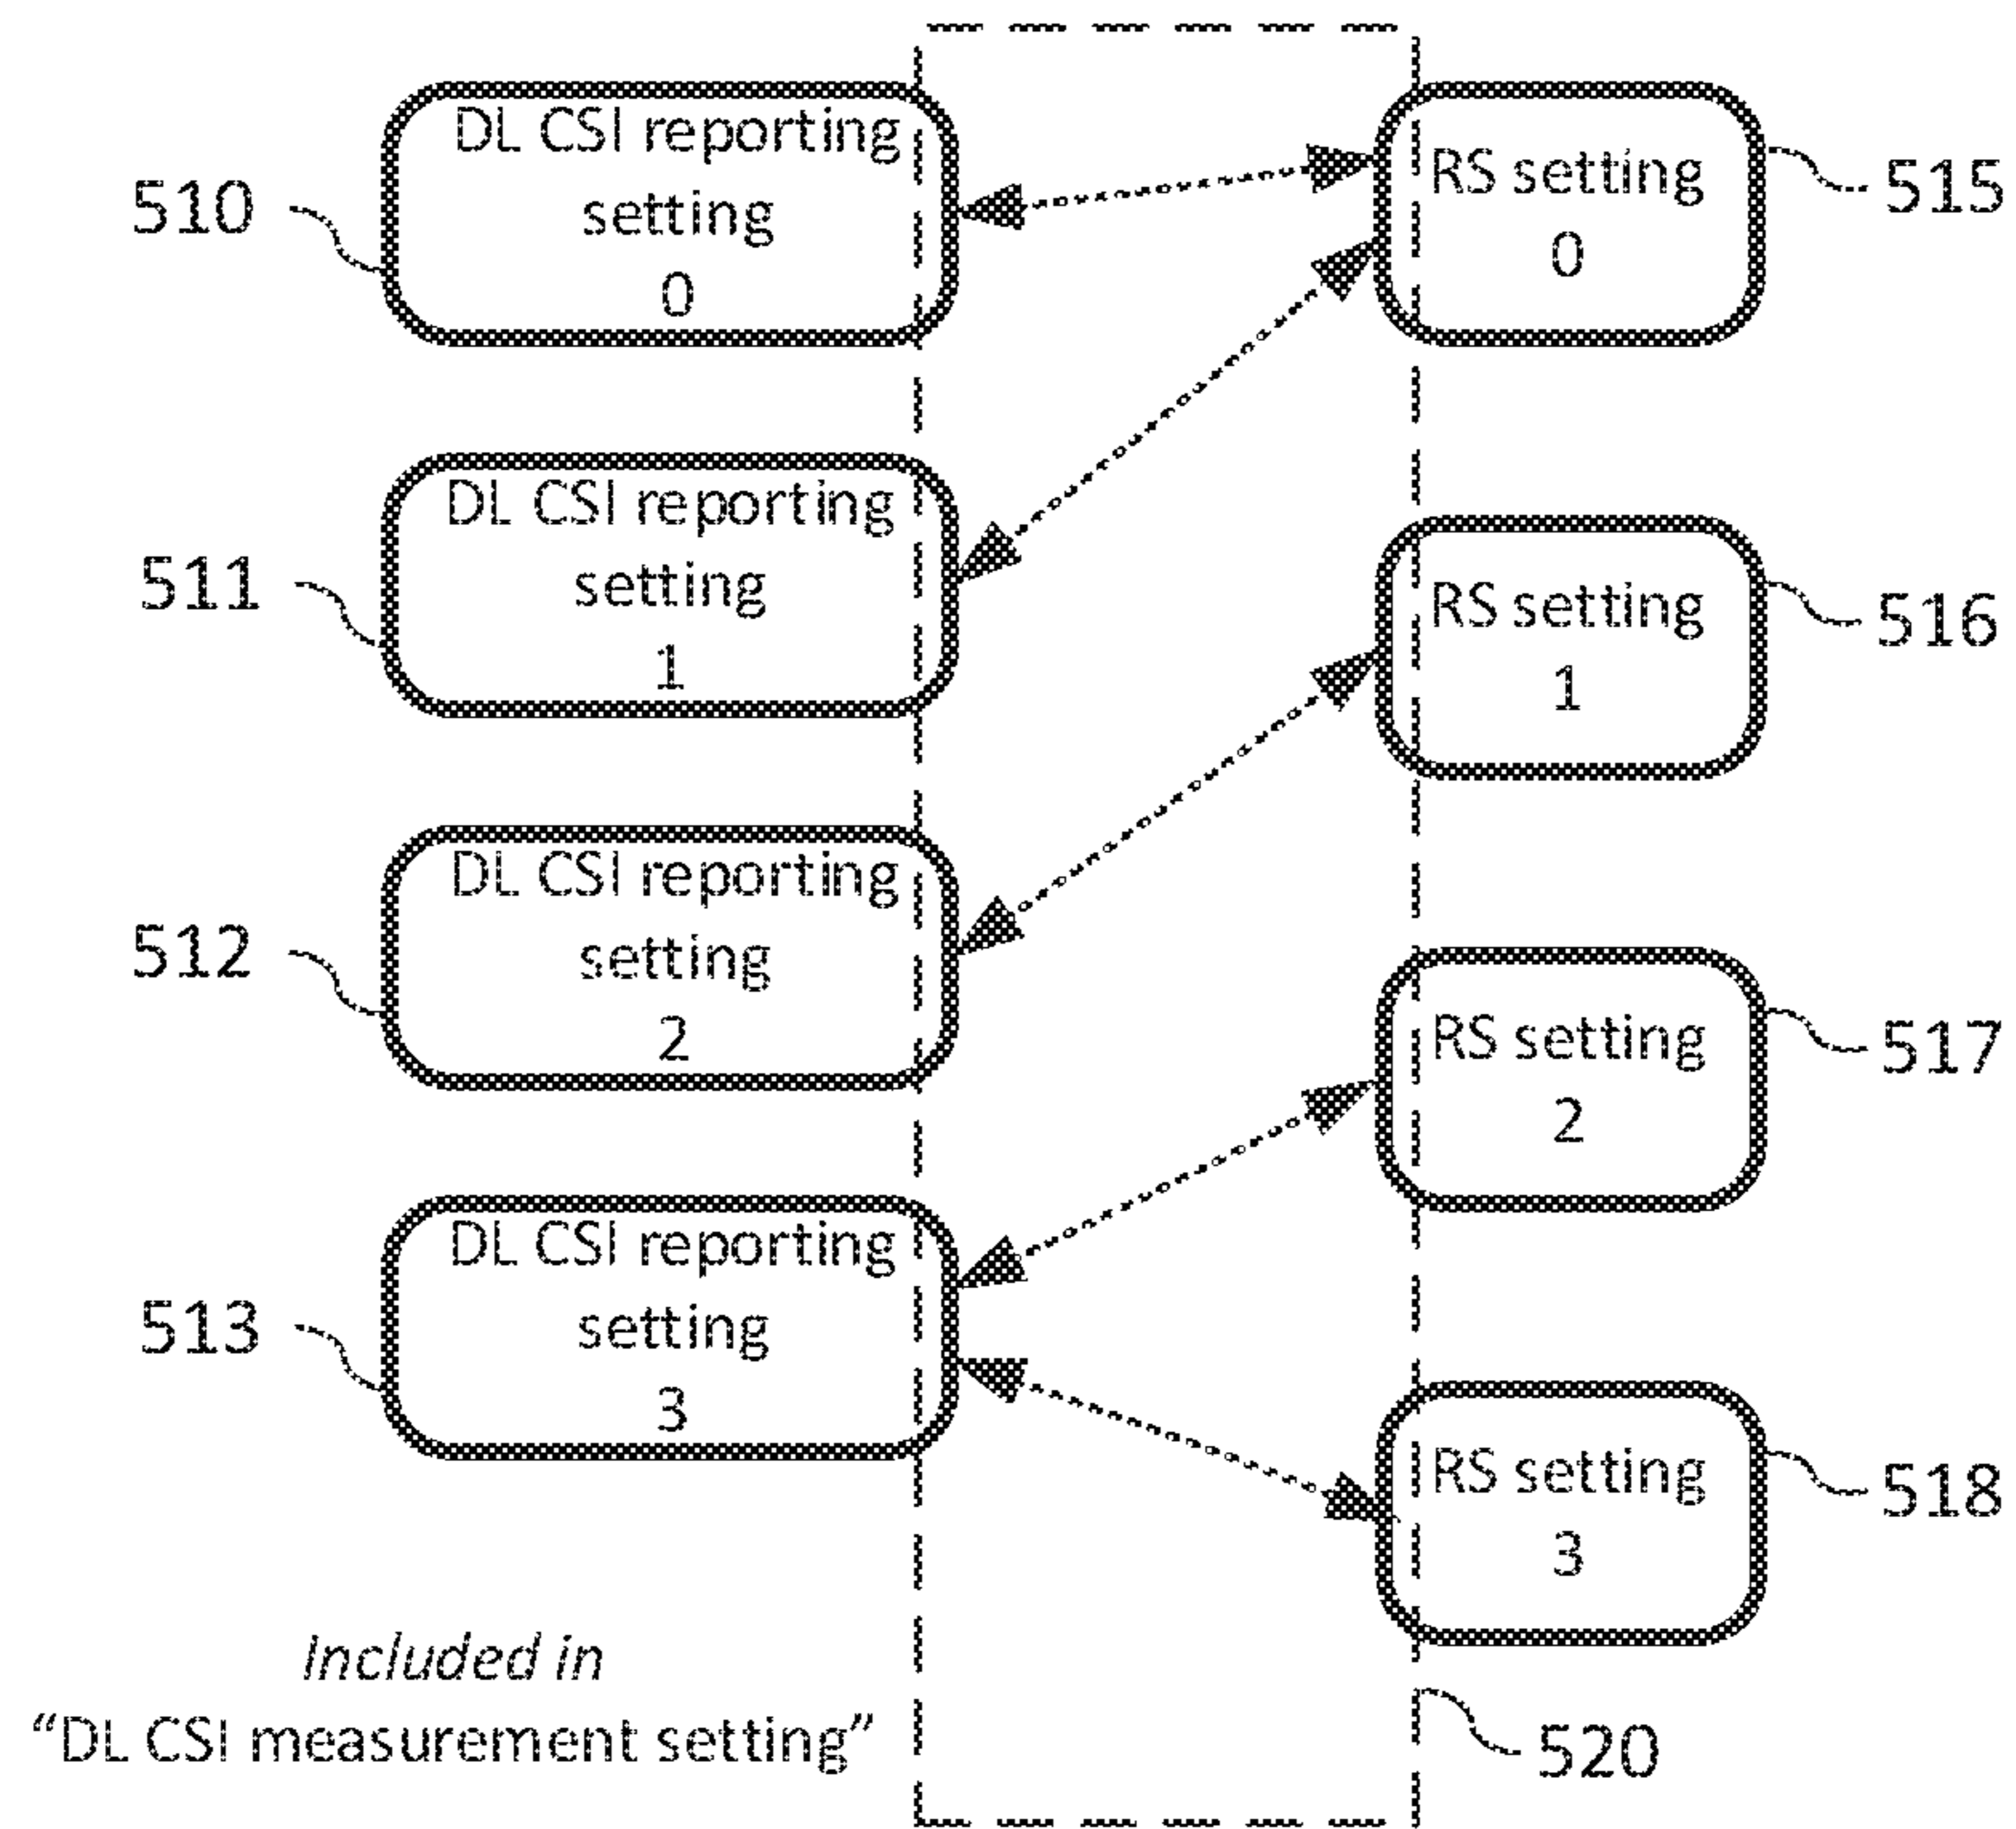 DL CSI reporting
setting
0
510
RS setting
0
515
DL CSI reporting
setting
1
511
RS setting
1
516
DL CSI reporting
setting
2
512
RS setting
2
517
DL CSI reporting
setting
3
513
RS setting
3
518
Included in
“DL CSI measurement setting”
520